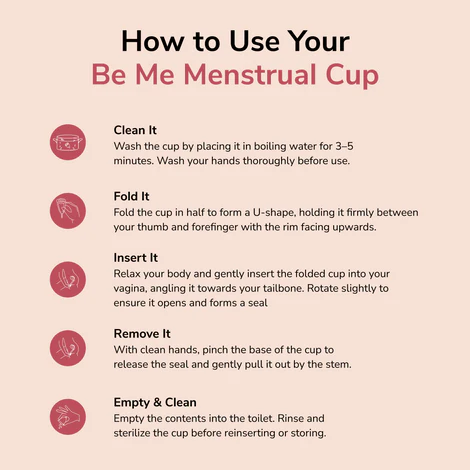 How to Use Your
Be Me Menstrual Cup
Clean It
Wash the cup by placing it in boiling water for 3–5
minutes. Wash your hands thoroughly before use.
Fold It
Fold the cup in half to form a U-shape, holding it firmly between
your thumb and forefinger with the rim facing upwards.
Insert It
Relax your body and gently insert the folded cup into your
vagina, angling it towards your tailbone. Rotate slightly to
ensure it opens and forms a seal
Remove It
With clean hands, pinch the base of the cup to
release the seal and gently pull it out by the stem.
Empty & Clean
Empty the contents into the toilet. Rinse and
sterilize the cup before reinserting or storing.